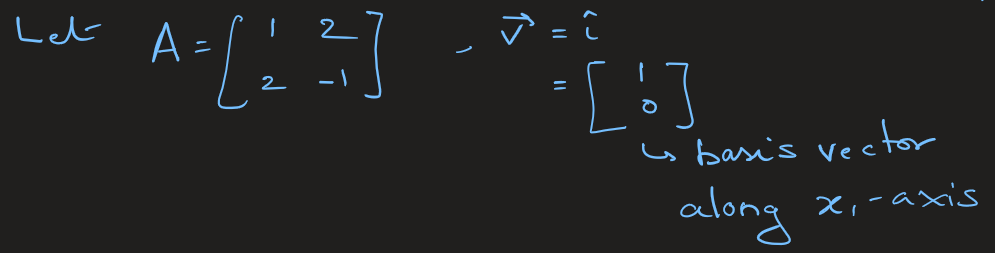 Let A = [ 1 2 ; 2 -1 ] , v⃗ = î
= [ 1 ; 0 ]
↳ basis vector
along x₁-axis